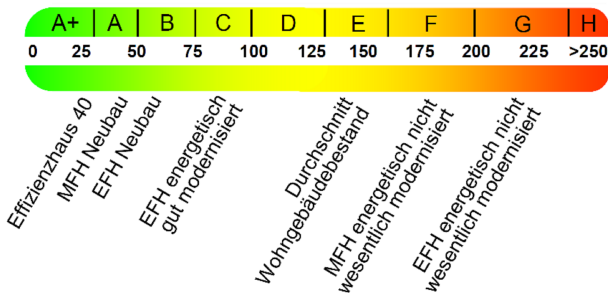 A+ A B C D E F G H
0 25 50 75 100 125 150 175 200 225 >250
Effizienzhaus 40
MFH Neubau
EFH Neubau
EFH energetisch
gut modernisiert
Durchschnitt
Wohngebäudebestand
MFH energetisch nicht
wesentlich modernisiert
EFH energetisch nicht
wesentlich modernisiert